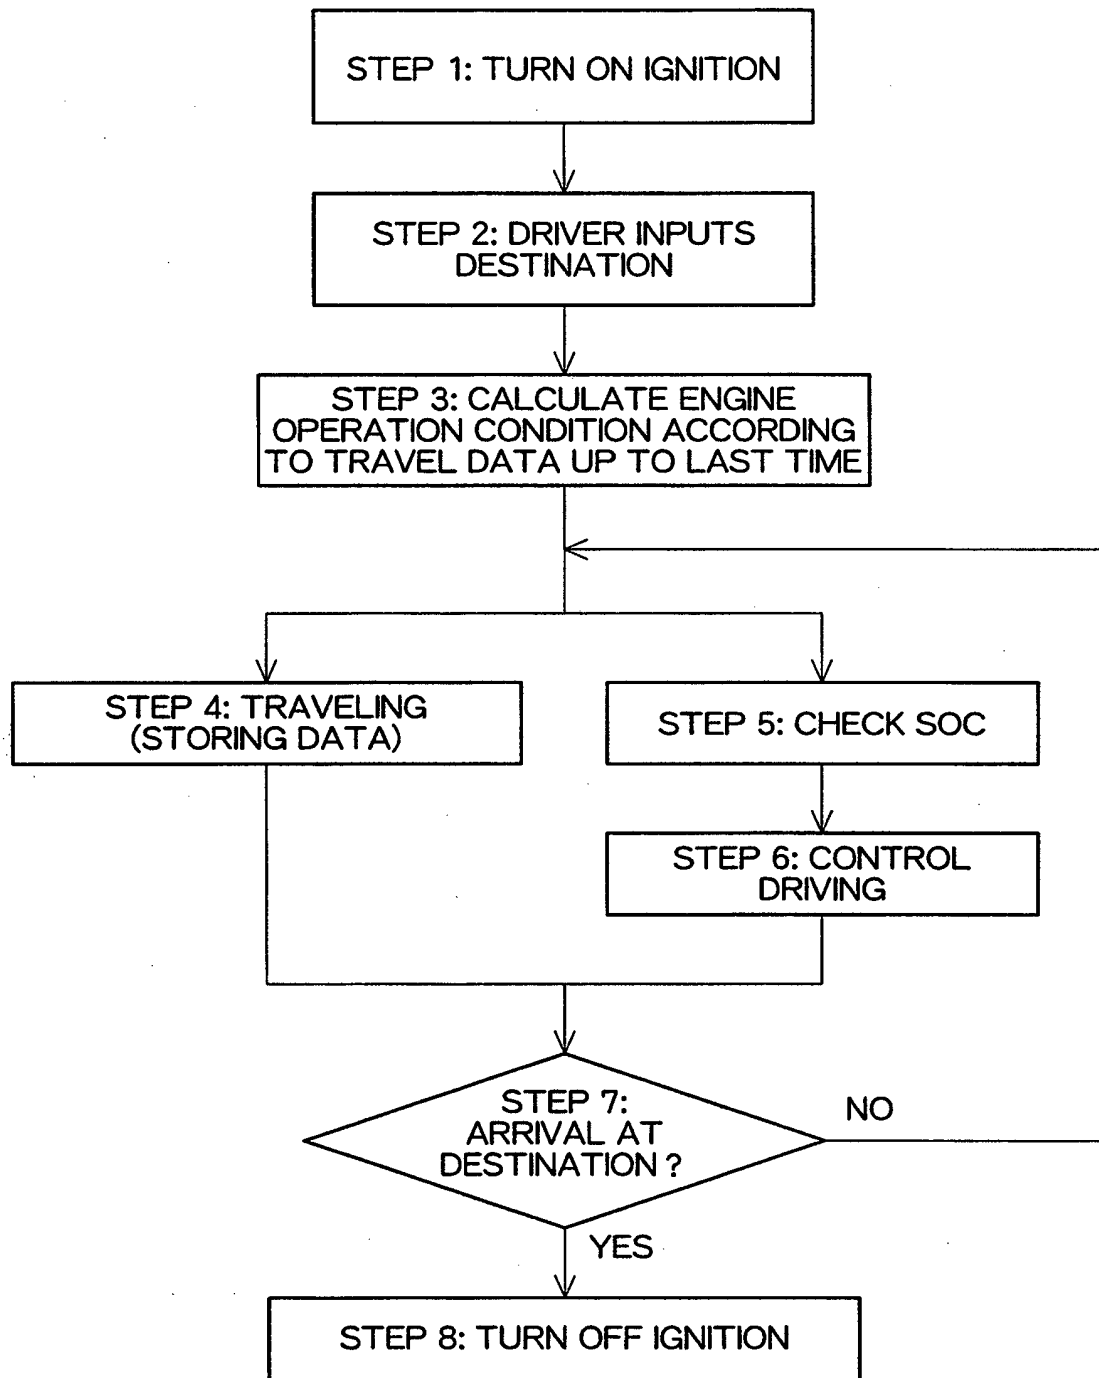 STEP 1: TURN ON IGNITION
STEP 2: DRIVER INPUTS
DESTINATION
STEP 3: CALCULATE ENGINE
OPERATION CONDITION ACCORDING
TO TRAVEL DATA UP TO LAST TIME
STEP 4: TRAVELING
(STORING DATA)
STEP 5: CHECK SOC
STEP 6: CONTROL
DRIVING
STEP 7:
ARRIVAL AT
DESTINATION ?
NO
YES
STEP 8: TURN OFF IGNITION